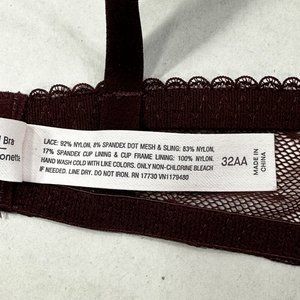 l Bra
onette
LACE: 92% NYLON, 8% SPANDEX DOT MESH & SLING: 83% NYLON,
17% SPANDEX CUP LINING & CUP FRAME LINING: 100% NYLON.
HAND WASH COLD WITH LIKE COLORS. ONLY NON-CHLORINE BLEACH
IF NEEDED. LINE DRY. DO NOT IRON. RN 17730 VN1179480
32AA
MADE IN
CHINA